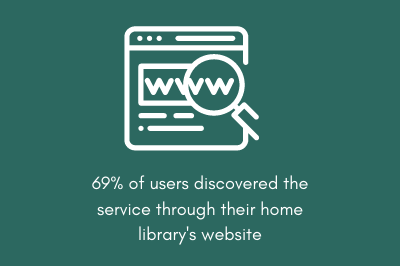 www
69% of users discovered the
service through their home
library's website